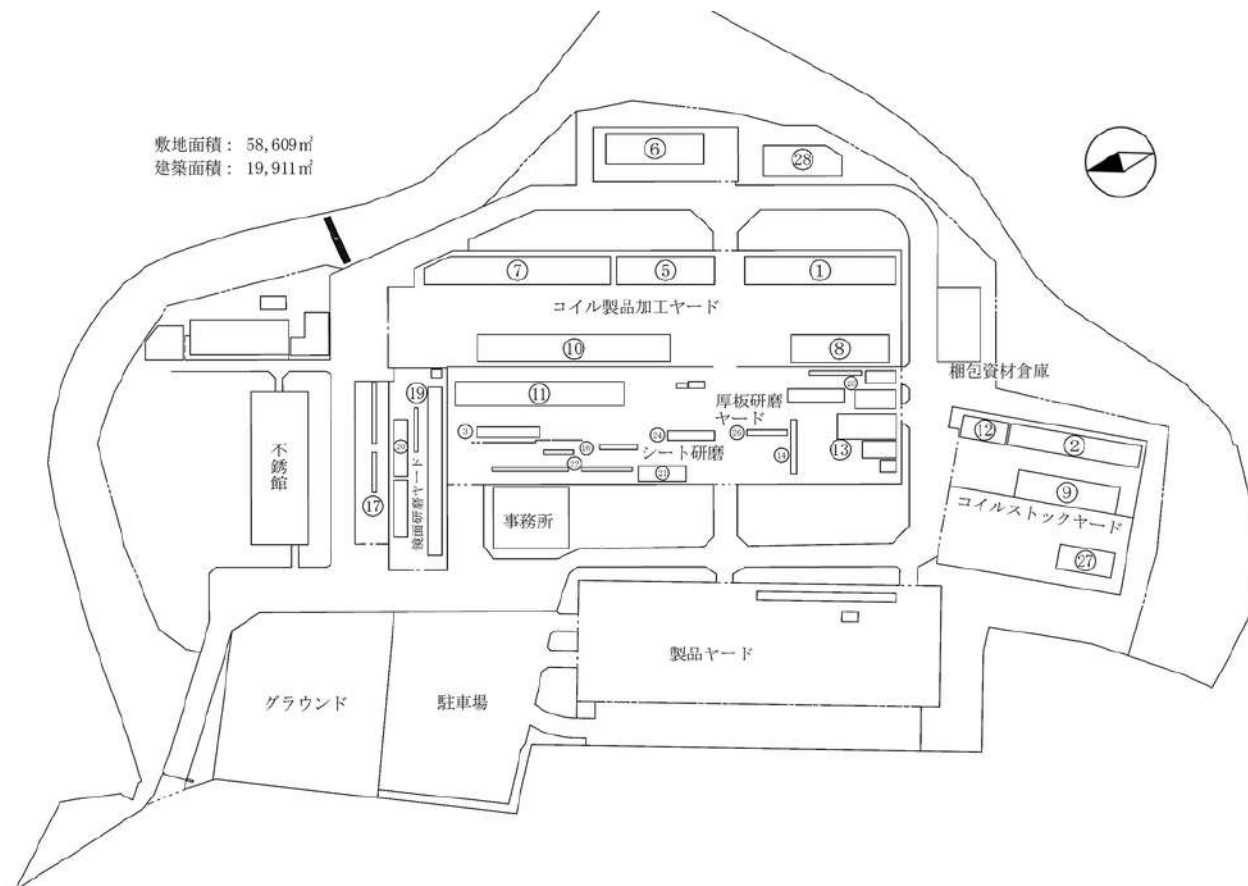 敷地面積： 58,609㎡
建築面積： 19,911㎡
⑥
㉘
⑦
⑤
①
コイル製品加工ヤード
⑩
⑧
梱包資材倉庫
⑲
⑪
厚板研磨
ヤード
③
㉔
㉖
シート研磨
㉒
㉑
⑭
⑬
⑫
②
⑨
コイルストックヤード
㉗
不銹館
⑰
鏡面研磨ヤード
事務所
製品ヤード
グラウンド
駐車場